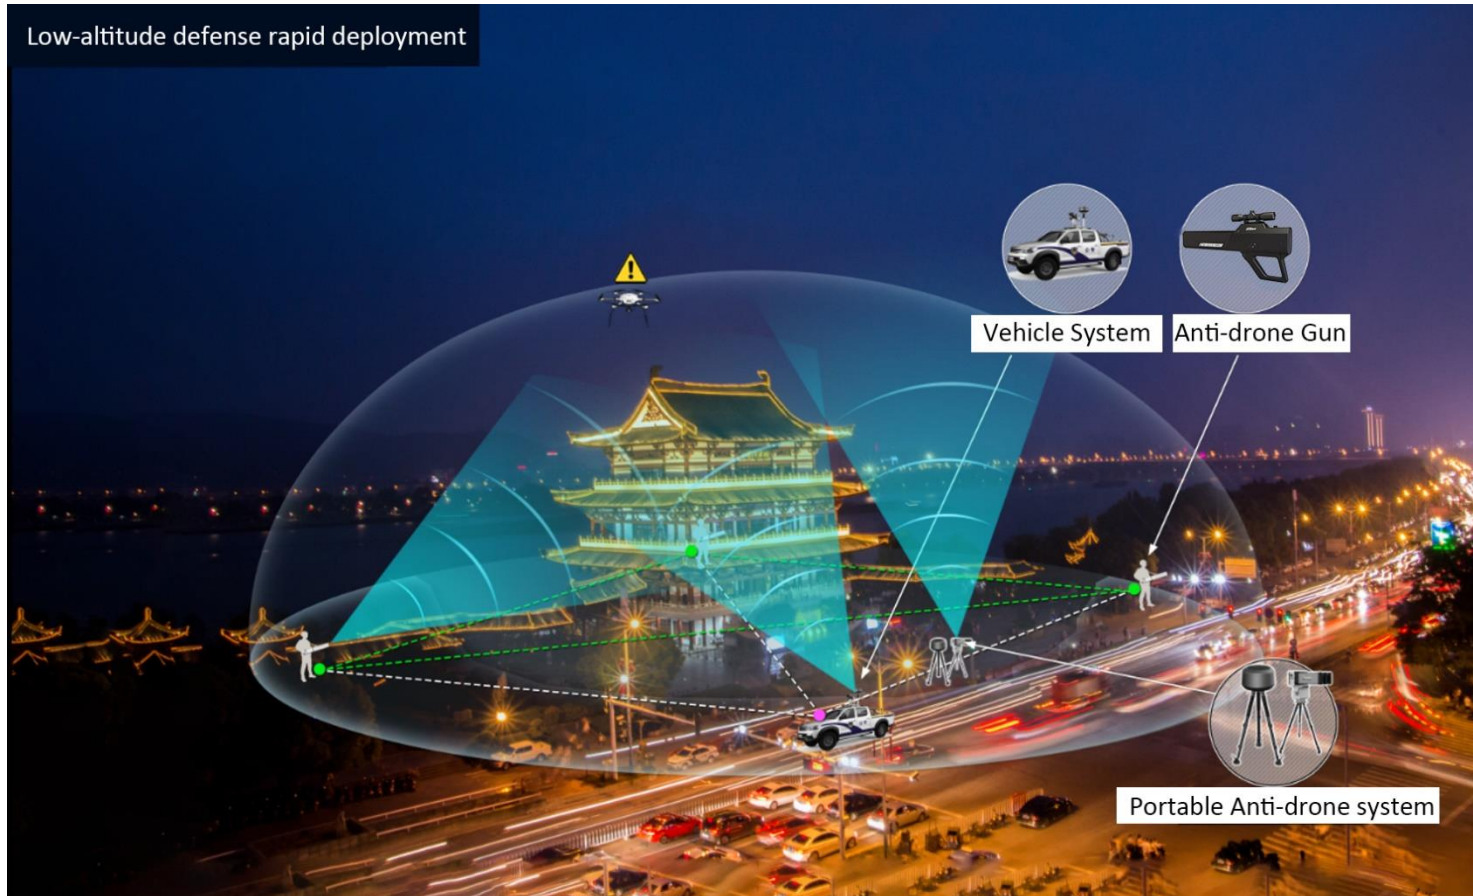 Low-altitude defense rapid deployment
Vehicle System
Anti-drone Gun
Portable Anti-drone system